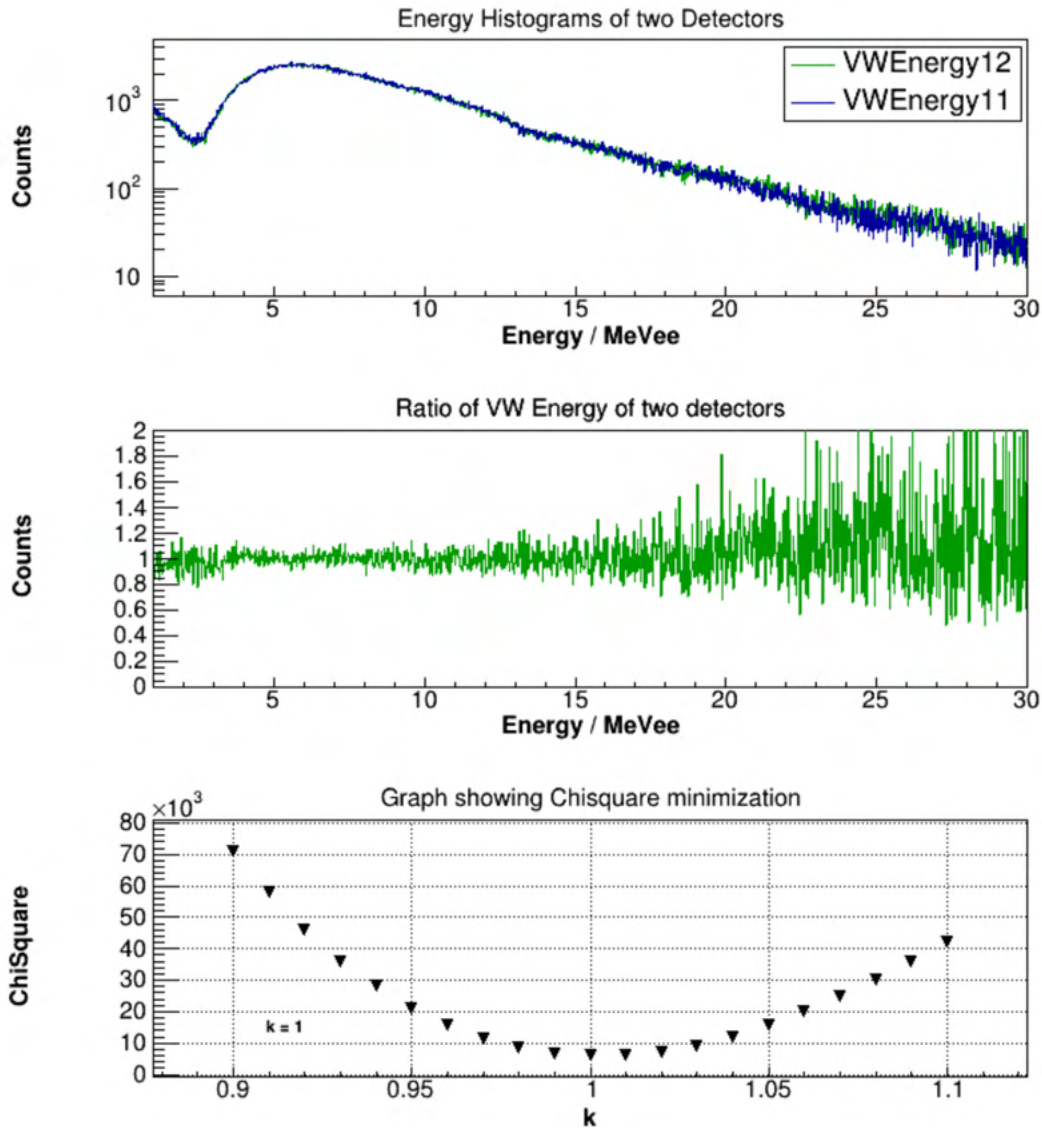 Energy Histograms of two Detectors
VWEnergy12
VWEnergy11
Counts
10³
10²
10
5 10 15 20 25 30
Energy / MeVee
Ratio of VW Energy of two detectors
Counts
2
1.8
1.6
1.4
1.2
1
0.8
0.6
0.4
0.2
0
5 10 15 20 25 30
Energy / MeVee
Graph showing Chisquare minimization
×10³
ChiSquare
80
70
60
50
40
30
20
10
0
k = 1
0.9 0.95 1 1.05 1.1
k